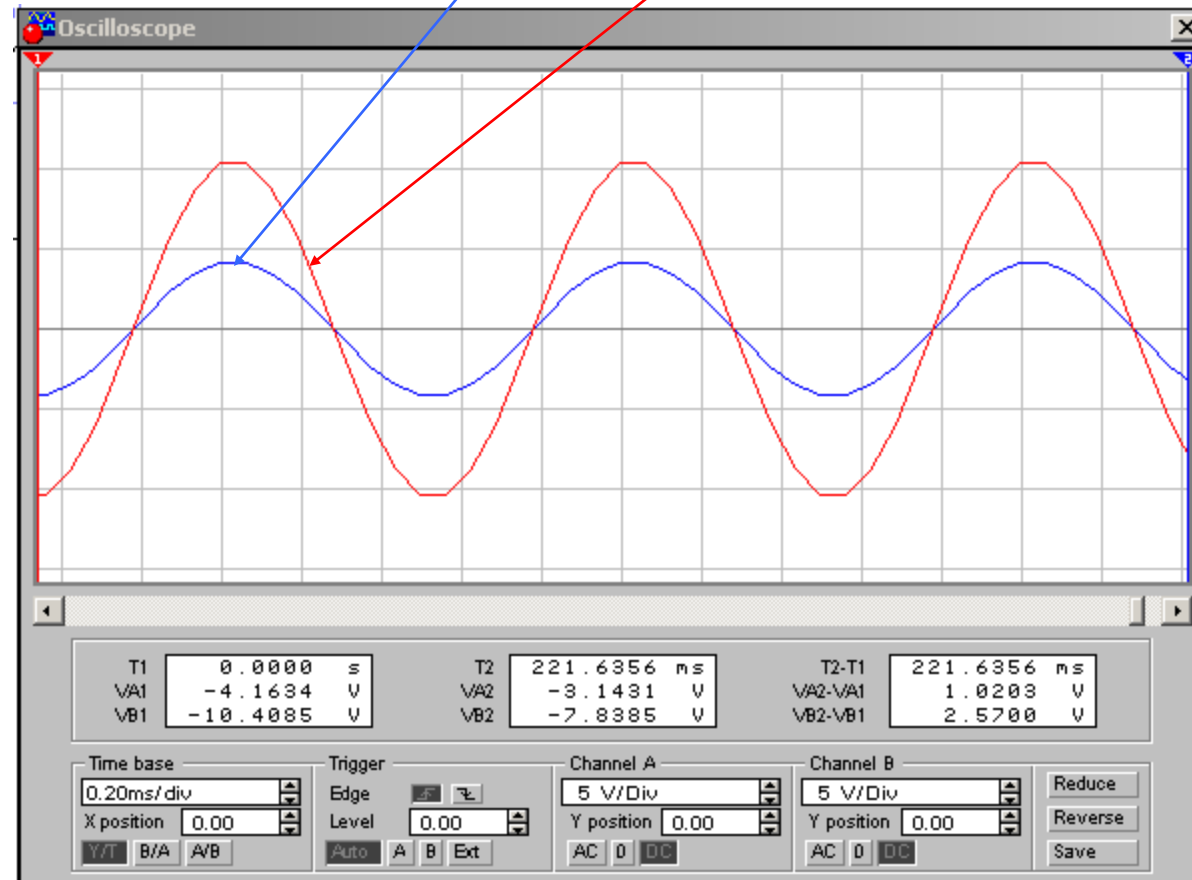 Oscilloscope
1
2
T1 0.0000 s
VA1 -4.1634 V
VB1 -10.4085 V
T2 221.6356 ms
VA2 -3.1431 V
VB2 -7.8385 V
T2-T1 221.6356 ms
VA2-VA1 1.0203 V
VB2-VB1 2.5700 V
Time base
0.20ms/div
X position 0.00
Y/T B/A A/B
Trigger
Edge
Level 0.00
Auto A B Ext
Channel A
5 V/Div
Y position 0.00
AC 0 DC
Channel B
5 V/Div
Y position 0.00
AC 0 DC
Reduce
Reverse
Save